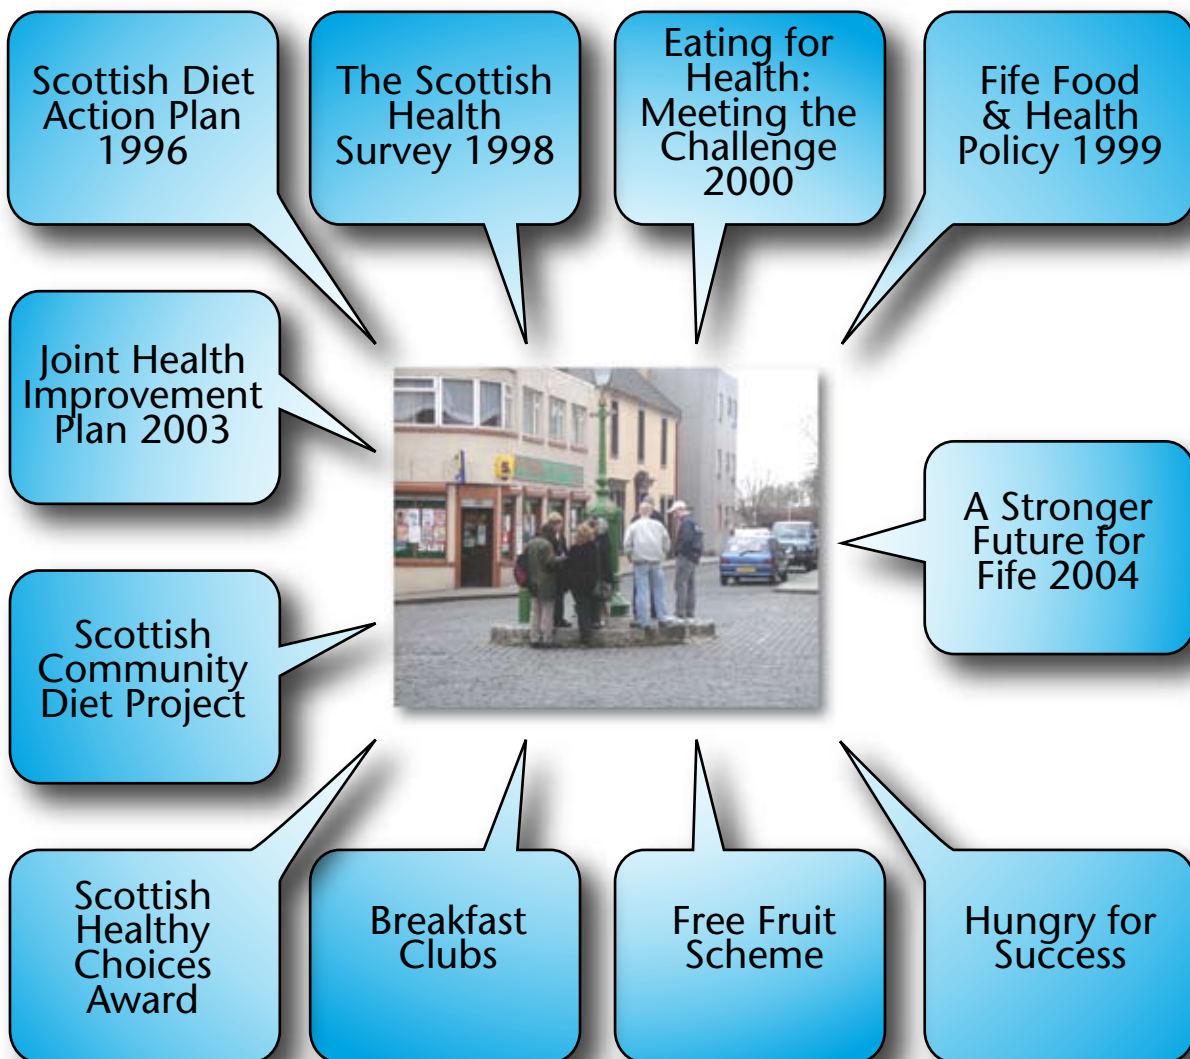 Scottish Diet
Action Plan
1996
The Scottish
Health
Survey 1998
Eating for
Health:
Meeting the
Challenge
2000
Fife Food
& Health
Policy 1999
Joint Health
Improvement
Plan 2003
A Stronger
Future for
Fife 2004
Scottish
Community
Diet Project
Scottish
Healthy
Choices
Award
Breakfast
Clubs
Free Fruit
Scheme
Hungry for
Success